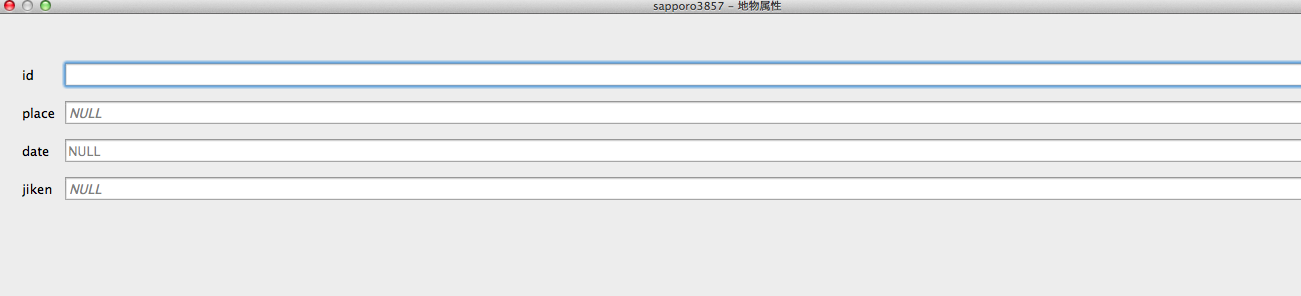 sapporo3857 – 地物属性
id
place NULL
date NULL
jiken NULL